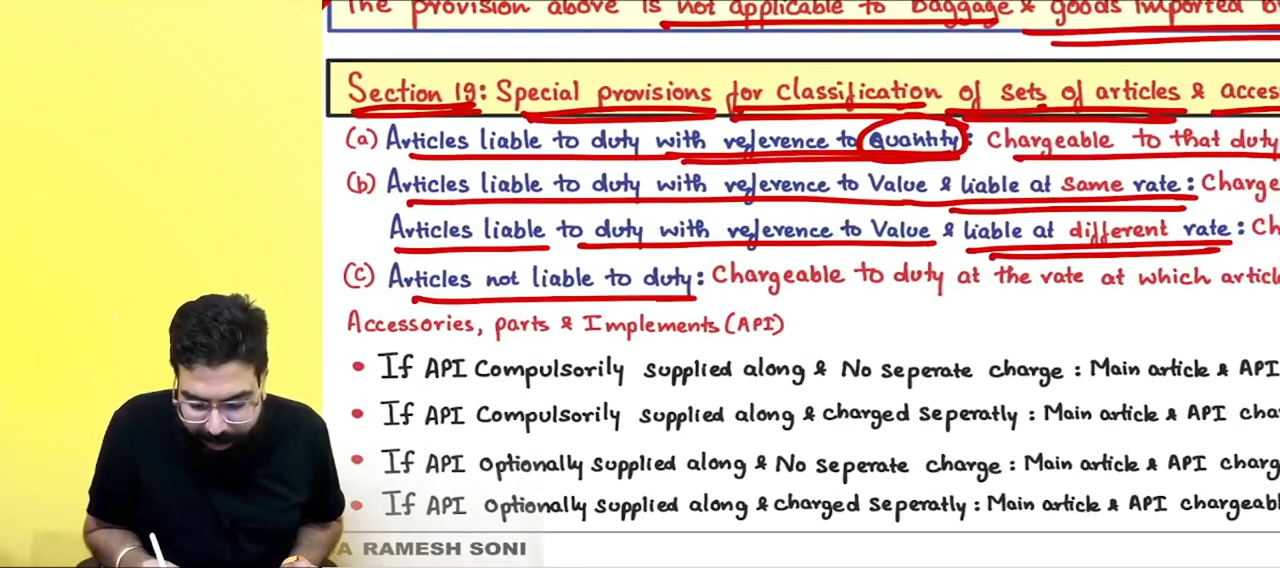 The provision above is not applicable to baggage & goods imported b
Section 19: Special provisions for classification of sets of articles & acces
(a) Articles liable to duty with reference to Quantity: Chargeable to that duty
(b) Articles liable to duty with reference to Value & liable at same rate: Charge
Articles liable to duty with reference to Value & liable at different rate: Ch
(c) Articles not liable to duty: Chargeable to duty at the rate at which articl
Accessories, parts & Implements (API)
• If API Compulsorily supplied along & No seperate charge : Main article & API
• If API Compulsorily supplied along & charged seperatly : Main article & API cha
• If API Optionally supplied along & No seperate charge : Main article & API charg
• If API Optionally supplied along & charged seperatly : Main article & API chargeabl
A RAMESH SONI